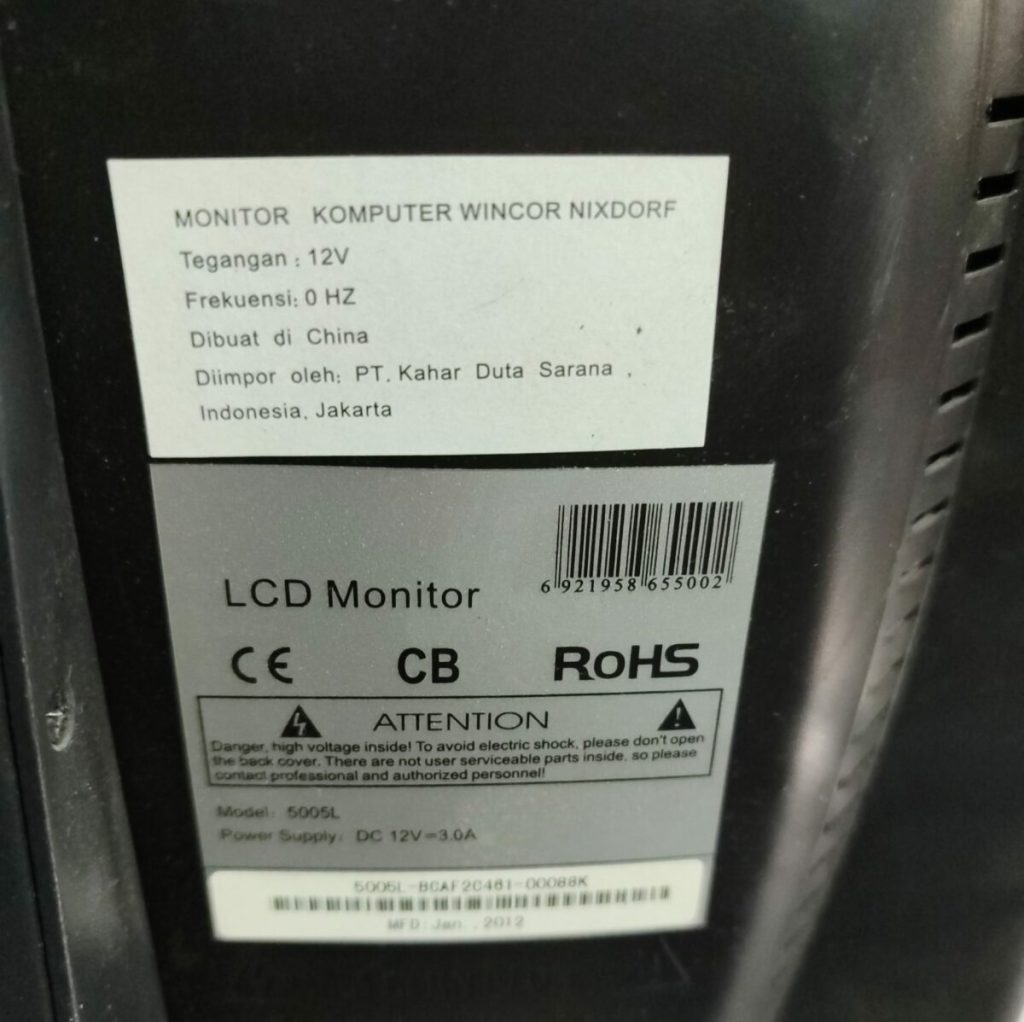 MONITOR KOMPUTER WINCOR NIXDORF
Tegangan : 12V
Frekuensi: 0 HZ
Dibuat di China
Diimpor oleh: PT. Kahar Duta Sarana ,
Indonesia, Jakarta
6 921958 655002
LCD Monitor
CE CB RoHS
ATTENTION
Danger, high voltage inside! To avoid electric shock, please don't open
the back cover. There are not user serviceable parts inside, so please
contact professional and authorized personnel!
Model: 5005L
Power Supply: DC 12V=3.0A
5005L-BCAF2C461-00088K
MFD: Jan. , 2012